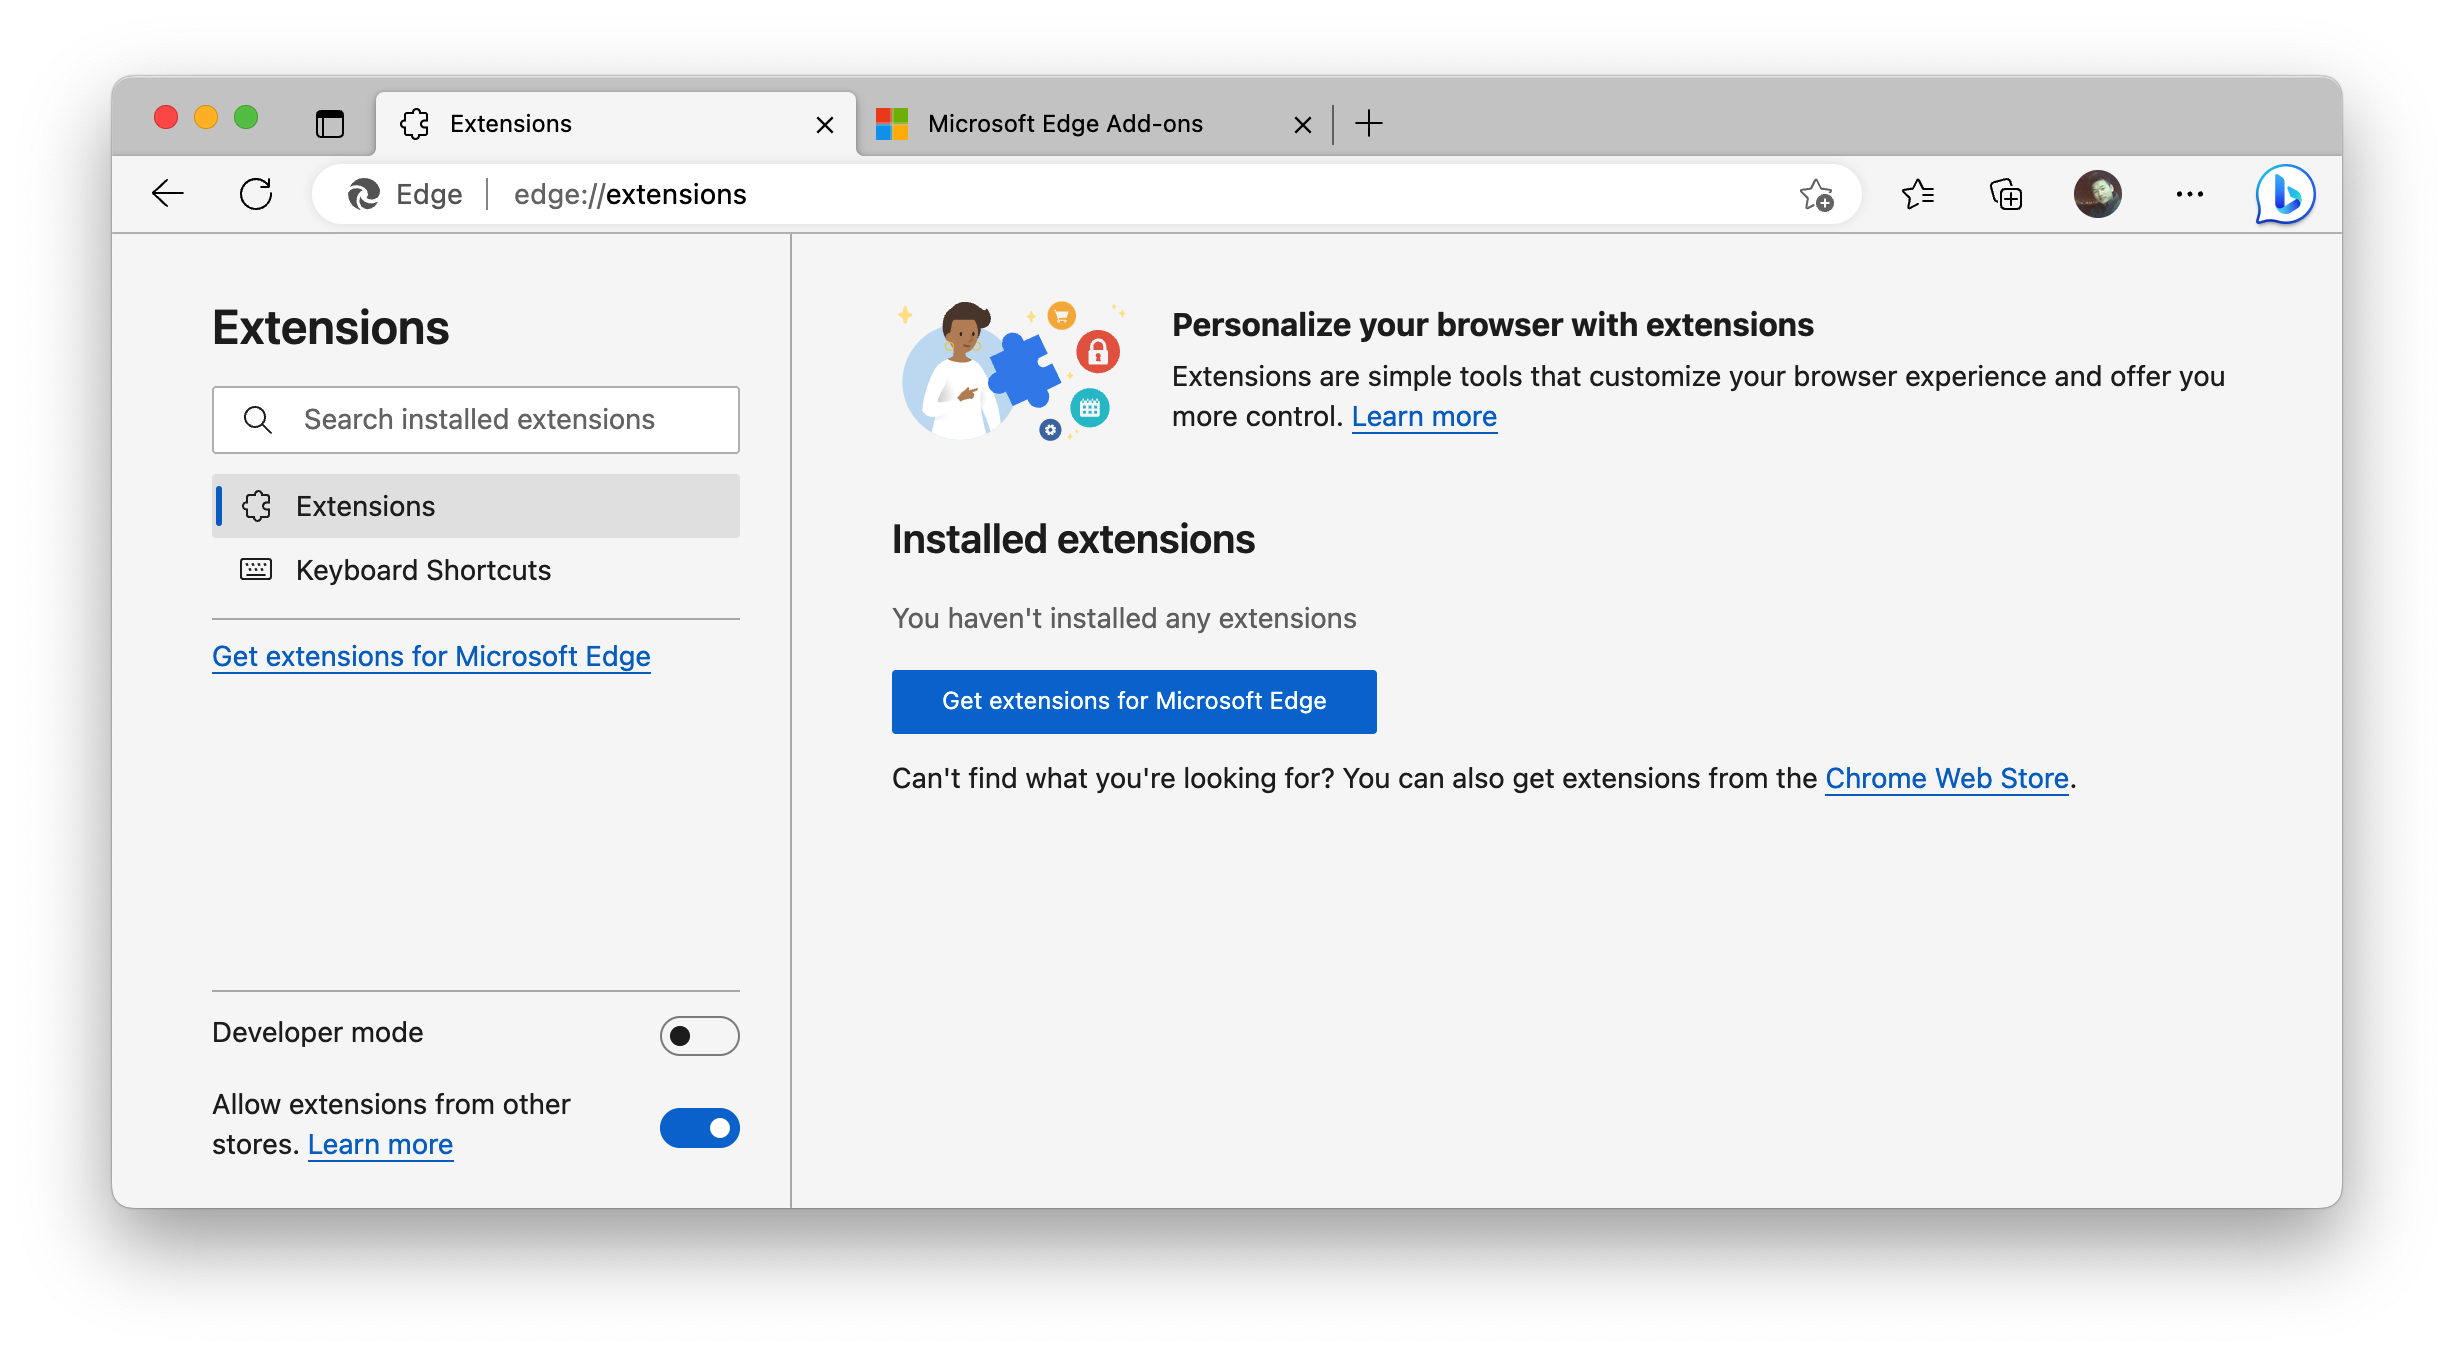 Extensions
Microsoft Edge Add-ons
Edge
edge://extensions
Extensions
Search installed extensions
Extensions
Keyboard Shortcuts
Get extensions for Microsoft Edge
Developer mode
Allow extensions from other
stores. Learn more
Personalize your browser with extensions
Extensions are simple tools that customize your browser experience and offer you
more control. Learn more
Installed extensions
You haven't installed any extensions
Get extensions for Microsoft Edge
Can't find what you're looking for? You can also get extensions from the Chrome Web Store.